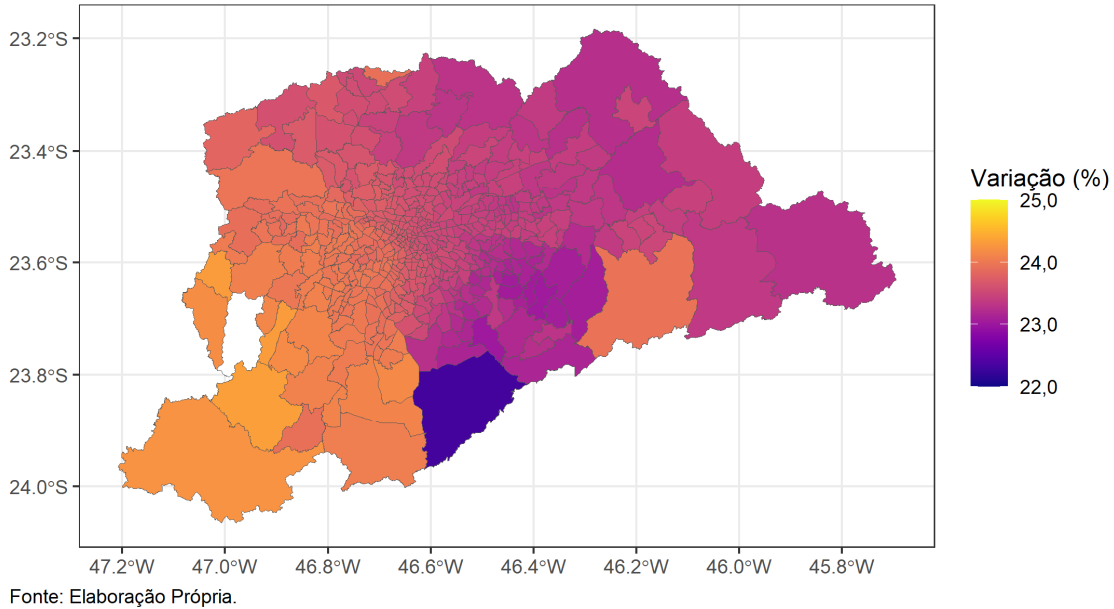 23.2°S
23.4°S
23.6°S
23.8°S
24.0°S
47.2°W 47.0°W 46.8°W 46.6°W 46.4°W 46.2°W 46.0°W 45.8°W
Variação (%)
25,0
24,0
23,0
22,0
Fonte: Elaboração Própria.